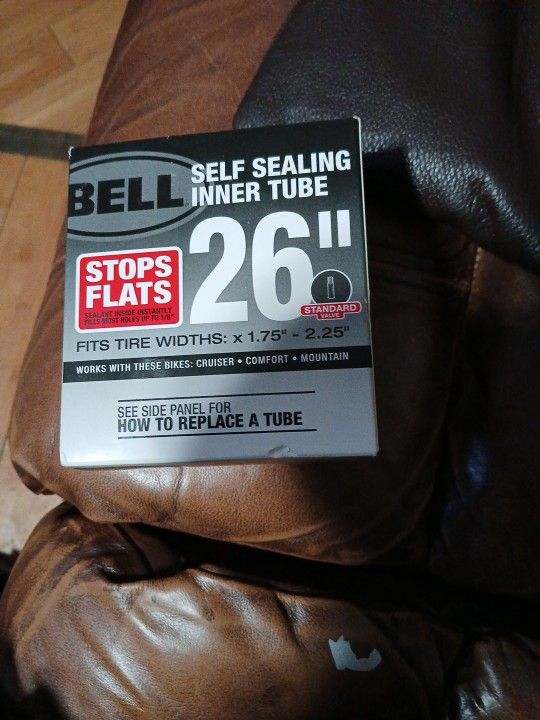 BELL
SELF SEALING
INNER TUBE
26"
STOPS
FLATS
SEALANT INSIDE INSTANTLY
FILLS MOST HOLES UP TO 1/8"
STANDARD
VALVE
FITS TIRE WIDTHS: x 1.75" - 2.25"
WORKS WITH THESE BIKES: CRUISER • COMFORT • MOUNTAIN
SEE SIDE PANEL FOR
HOW TO REPLACE A TUBE